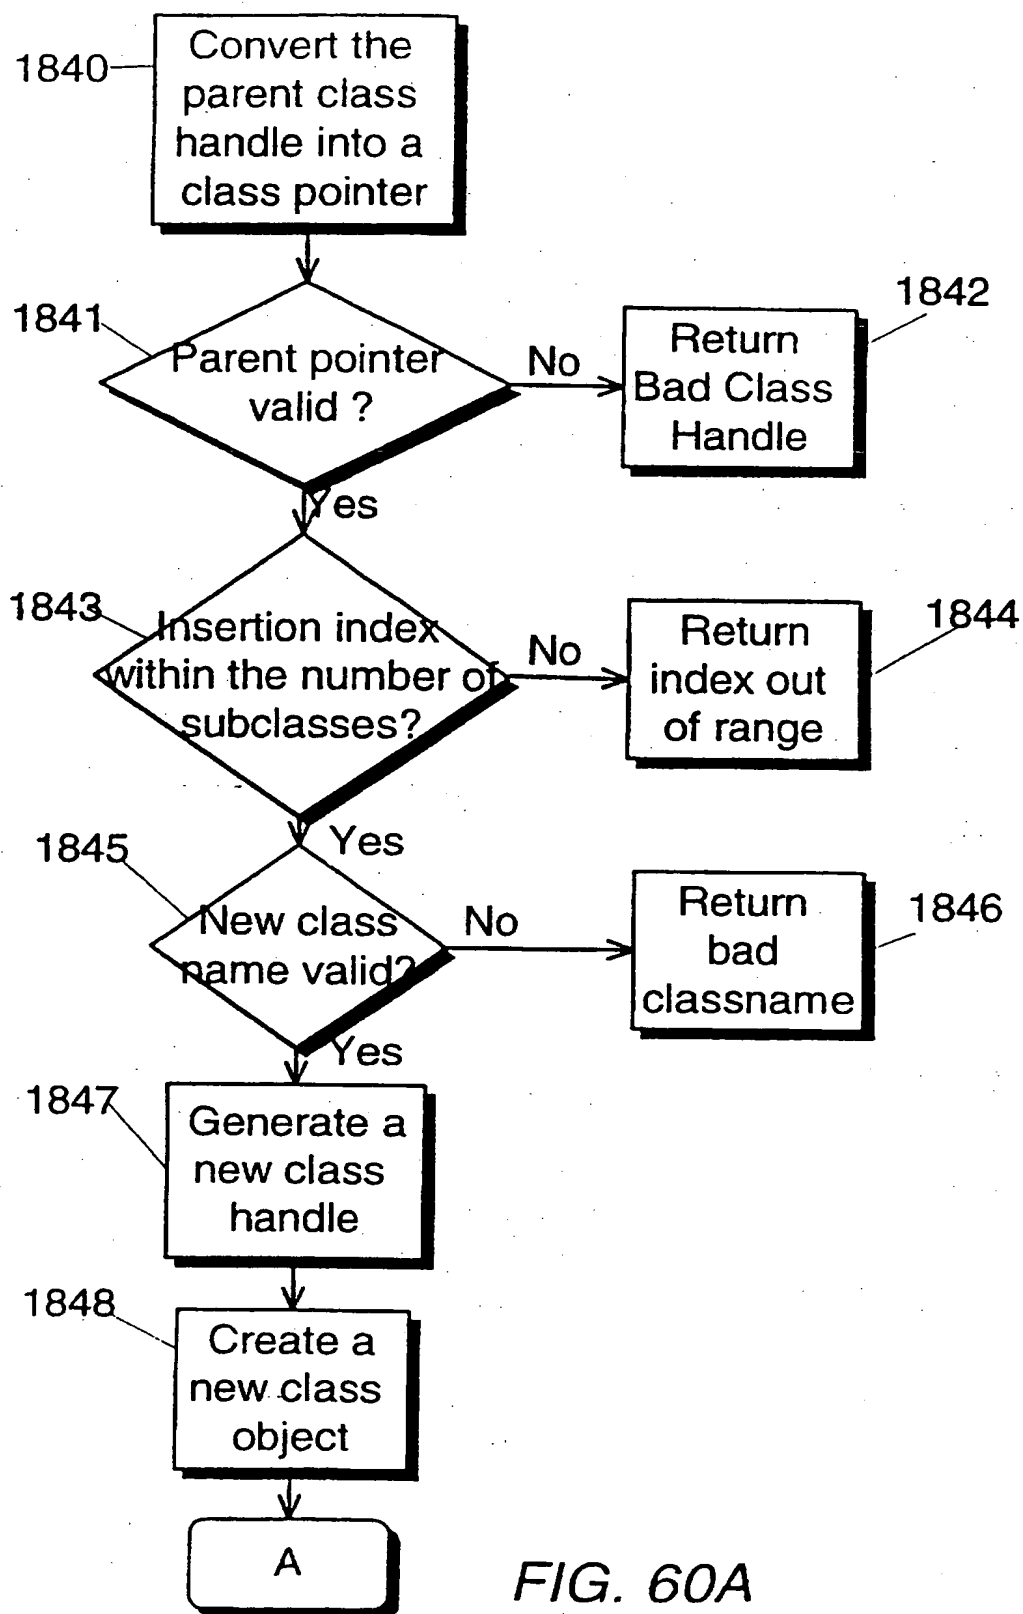 1840
Convert the
parent class
handle into a
class pointer
1841
Parent pointer
valid ?
No
1842
Return
Bad Class
Handle
Yes
1843
Insertion index
within the number of
subclasses?
No
1844
Return
index out
of range
Yes
1845
New class
name valid?
No
1846
Return
bad
classname
Yes
1847
Generate a
new class
handle
1848
Create a
new class
object
A
FIG. 60A